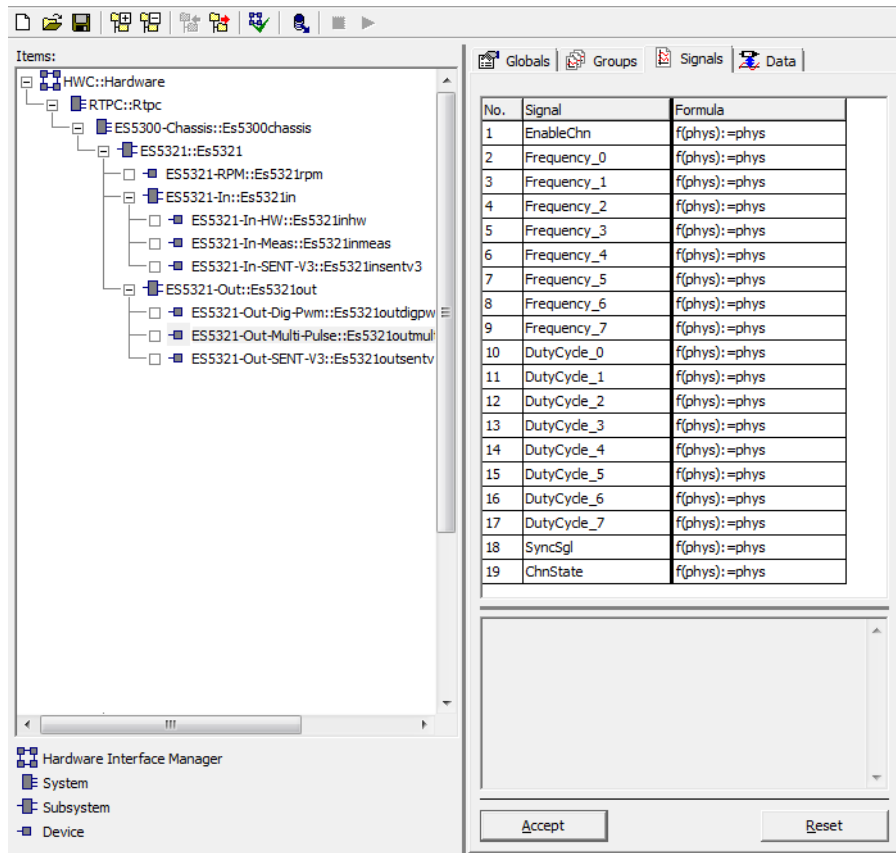 Items:
HWC::Hardware
RTPC::Rtpc
ES5300-Chassis::Es5300chassis
ES5321::Es5321
ES5321-RPM::Es5321rpm
ES5321-In::Es5321in
ES5321-In-HW::Es5321inhw
ES5321-In-Meas::Es5321inmeas
ES5321-In-SENT-V3::Es5321insentv3
ES5321-Out::Es5321out
ES5321-Out-Dig-Pwm::Es5321outdigpw
ES5321-Out-Multi-Pulse::Es5321outmul
ES5321-Out-SENT-V3::Es5321outsentv
Hardware Interface Manager
System
Subsystem
Device
Globals Groups Signals Data
No. Signal Formula
1 EnableChn f(phys):=phys
2 Frequency_0 f(phys):=phys
3 Frequency_1 f(phys):=phys
4 Frequency_2 f(phys):=phys
5 Frequency_3 f(phys):=phys
6 Frequency_4 f(phys):=phys
7 Frequency_5 f(phys):=phys
8 Frequency_6 f(phys):=phys
9 Frequency_7 f(phys):=phys
10 DutyCycle_0 f(phys):=phys
11 DutyCycle_1 f(phys):=phys
12 DutyCycle_2 f(phys):=phys
13 DutyCycle_3 f(phys):=phys
14 DutyCycle_4 f(phys):=phys
15 DutyCycle_5 f(phys):=phys
16 DutyCycle_6 f(phys):=phys
17 DutyCycle_7 f(phys):=phys
18 SyncSgl f(phys):=phys
19 ChnState f(phys):=phys
Accept Reset